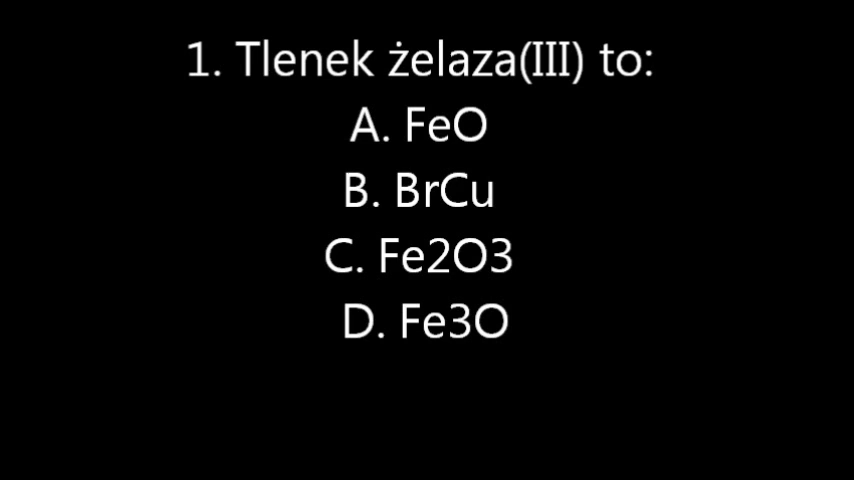 1. Tlenek żelaza(III) to:
A. FeO
B. BrCu
C. Fe2O3
D. Fe3O